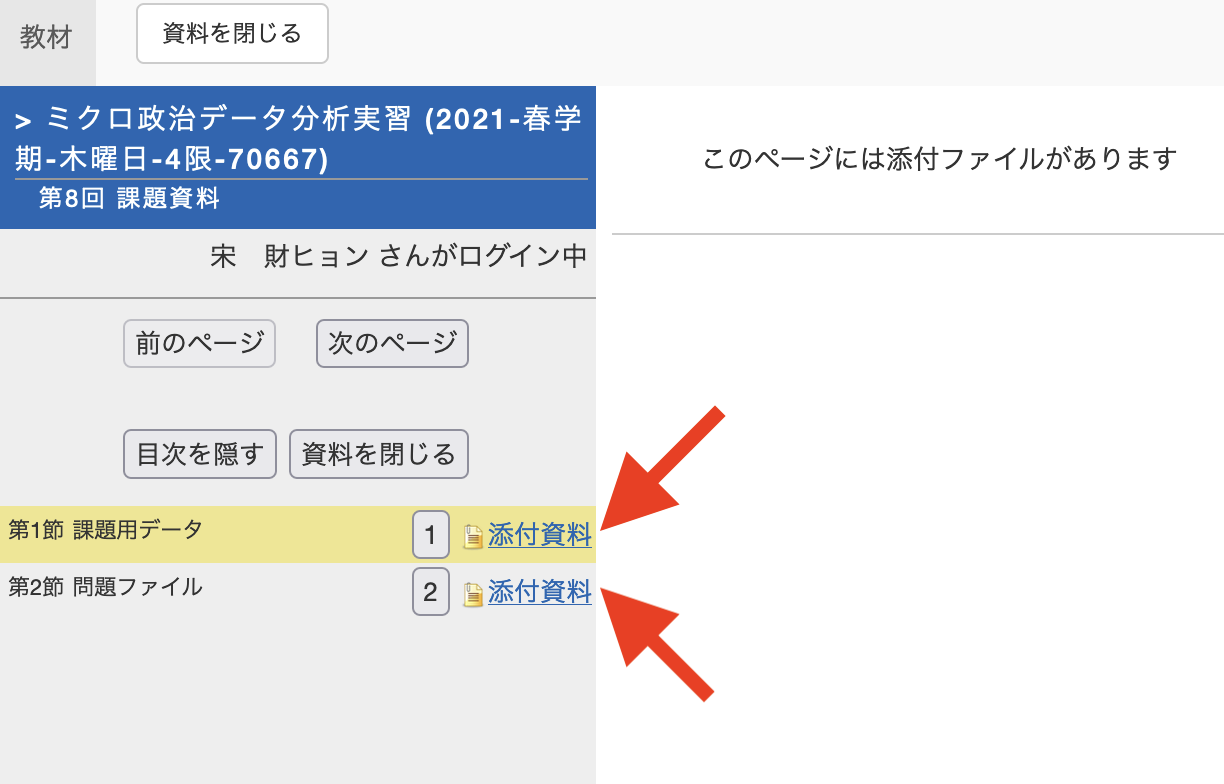 教材
資料を閉じる
> ミクロ政治データ分析実習 (2021-春学
期-木曜日-4限-70667)
第8回 課題資料
宋　財ヒョン さんがログイン中
前のページ
次のページ
目次を隠す
資料を閉じる
第1節 課題用データ 1 添付資料
第2節 問題ファイル 2 添付資料
このページには添付ファイルがあります